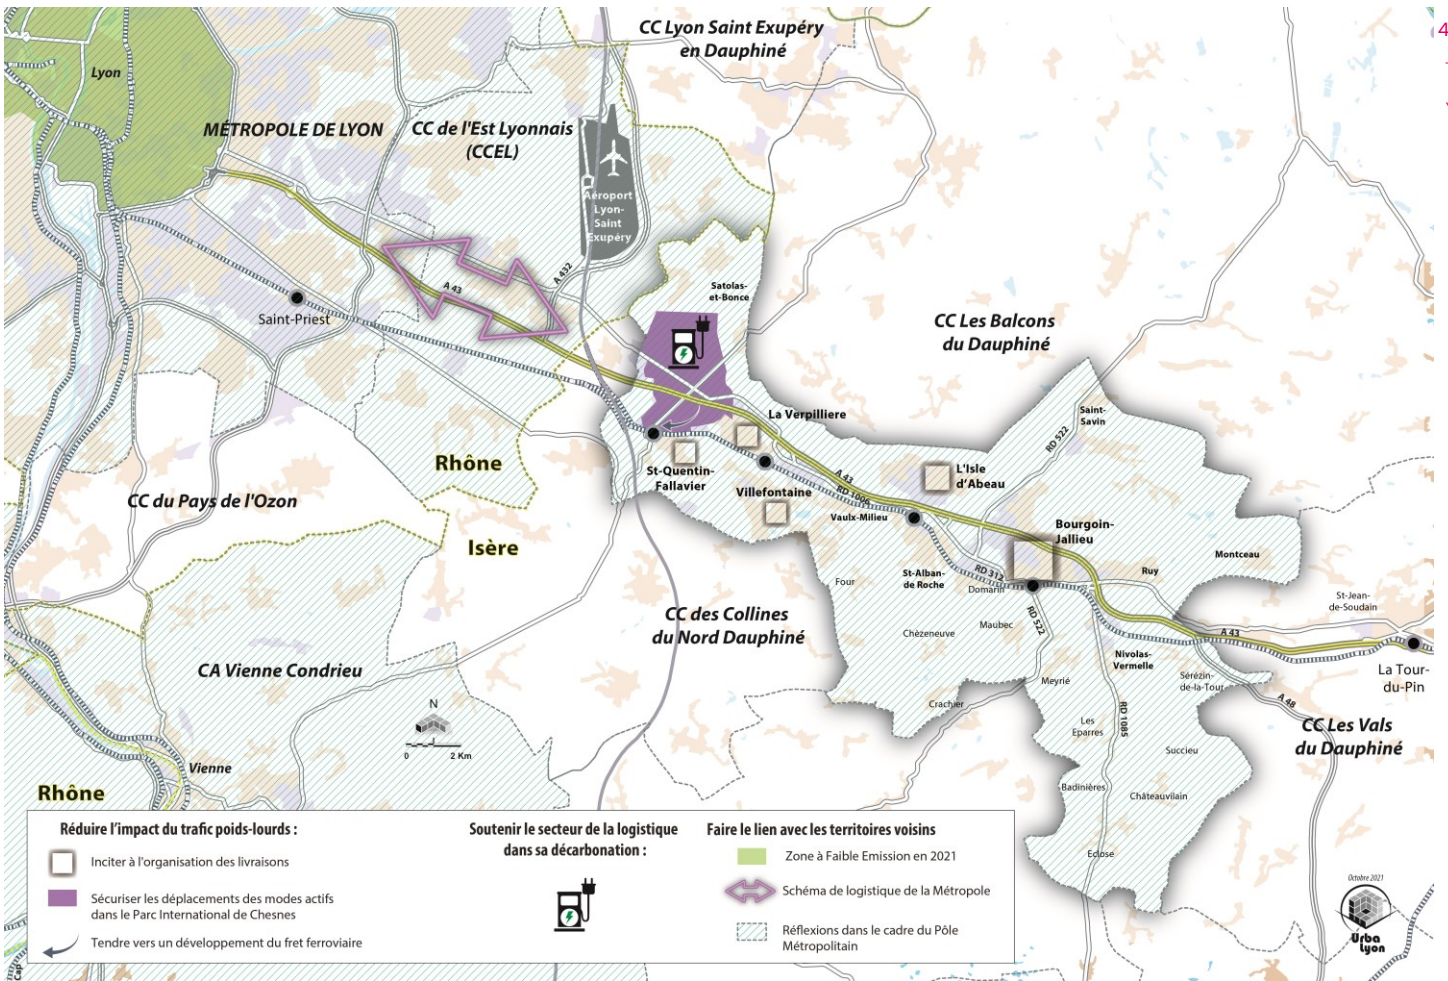 4
CC Lyon Saint Exupéry
en Dauphiné
Lyon
MÉTROPOLE DE LYON
CC de l'Est Lyonnais
(CCEL)
Aéroport
Lyon-
Saint
Exupéry
A 432
A 43
Satolas-
et-Bonce
Saint-Priest
CC Les Balcons
du Dauphiné
La Verpilliere
Saint-
Savin
RD 522
Rhône
St-Quentin-
Fallavier
Villefontaine
A 43
RD 1006
L'Isle
d'Abeau
CC du Pays de l'Ozon
Vaulx-Milieu
Bourgoin-
Jallieu
Isère
Montceau
RD 312
St-Alban-
de Roche
Ruy
Four
Domarin
St-Jean-
de-Soudain
CC des Collines
du Nord Dauphiné
Chèzeneuve
Maubec
RD 522
A 43
Nivolas-
Vermelle
La Tour-
du-Pin
CA Vienne Condrieu
Meyrié
Sérézin-
de-la-Tour
A 48
Crachier
RD 1085
Les
Eparres
CC Les Vals
du Dauphiné
N
0 2 Km
Succieu
Vienne
Badinières
Châteauvilain
Rhône
Eclose
Réduire l'impact du trafic poids-lourds :
Inciter à l'organisation des livraisons
Sécuriser les déplacements des modes actifs
dans le Parc International de Chesnes
Tendre vers un développement du fret ferroviaire
Soutenir le secteur de la logistique
dans sa décarbonation :
Faire le lien avec les territoires voisins
Zone à Faible Emission en 2021
Schéma de logistique de la Métropole
Réflexions dans le cadre du Pôle
Métropolitain
Octobre 2021
Urba
Lyon
Cap